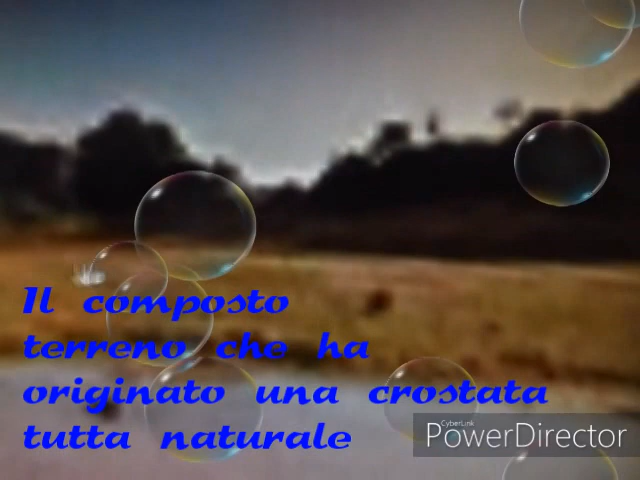 Il composto
terreno che ha
originato una crostata
tutta naturale
CyberLink
PowerDirector